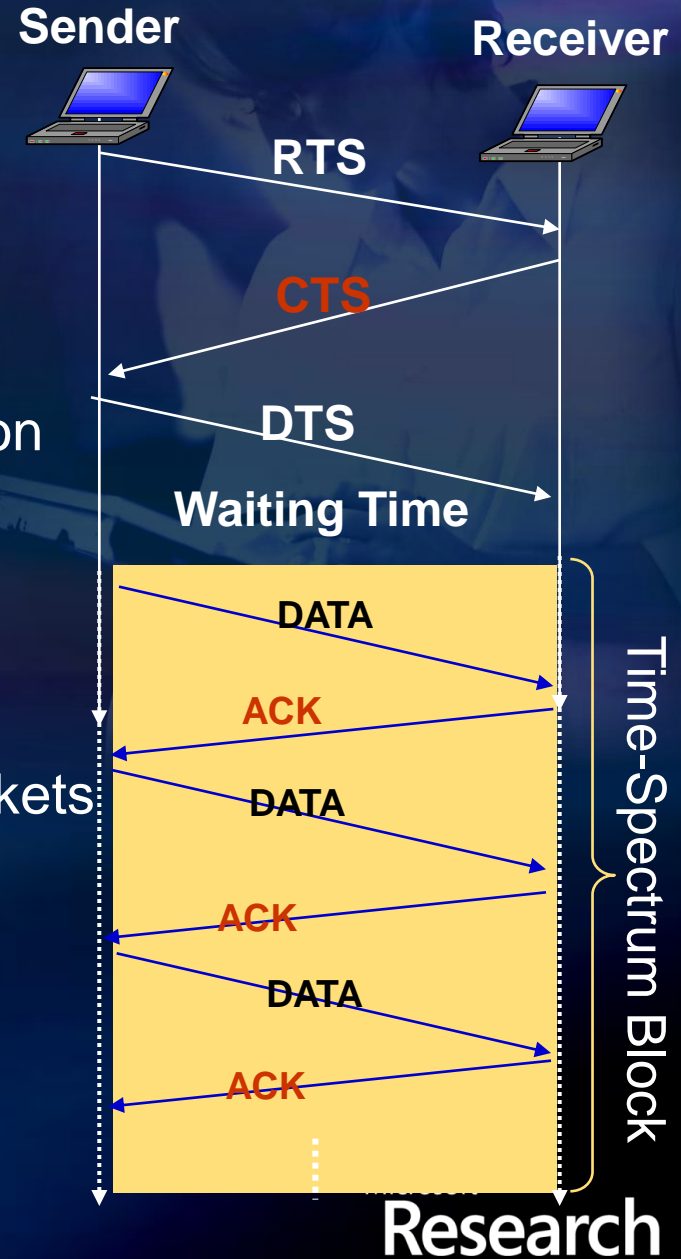 Sender
Receiver
RTS
CTS
on
DTS
Waiting Time
DATA
ACK
kets
DATA
ACK
DATA
ACK
Time-Spectrum Block
Research